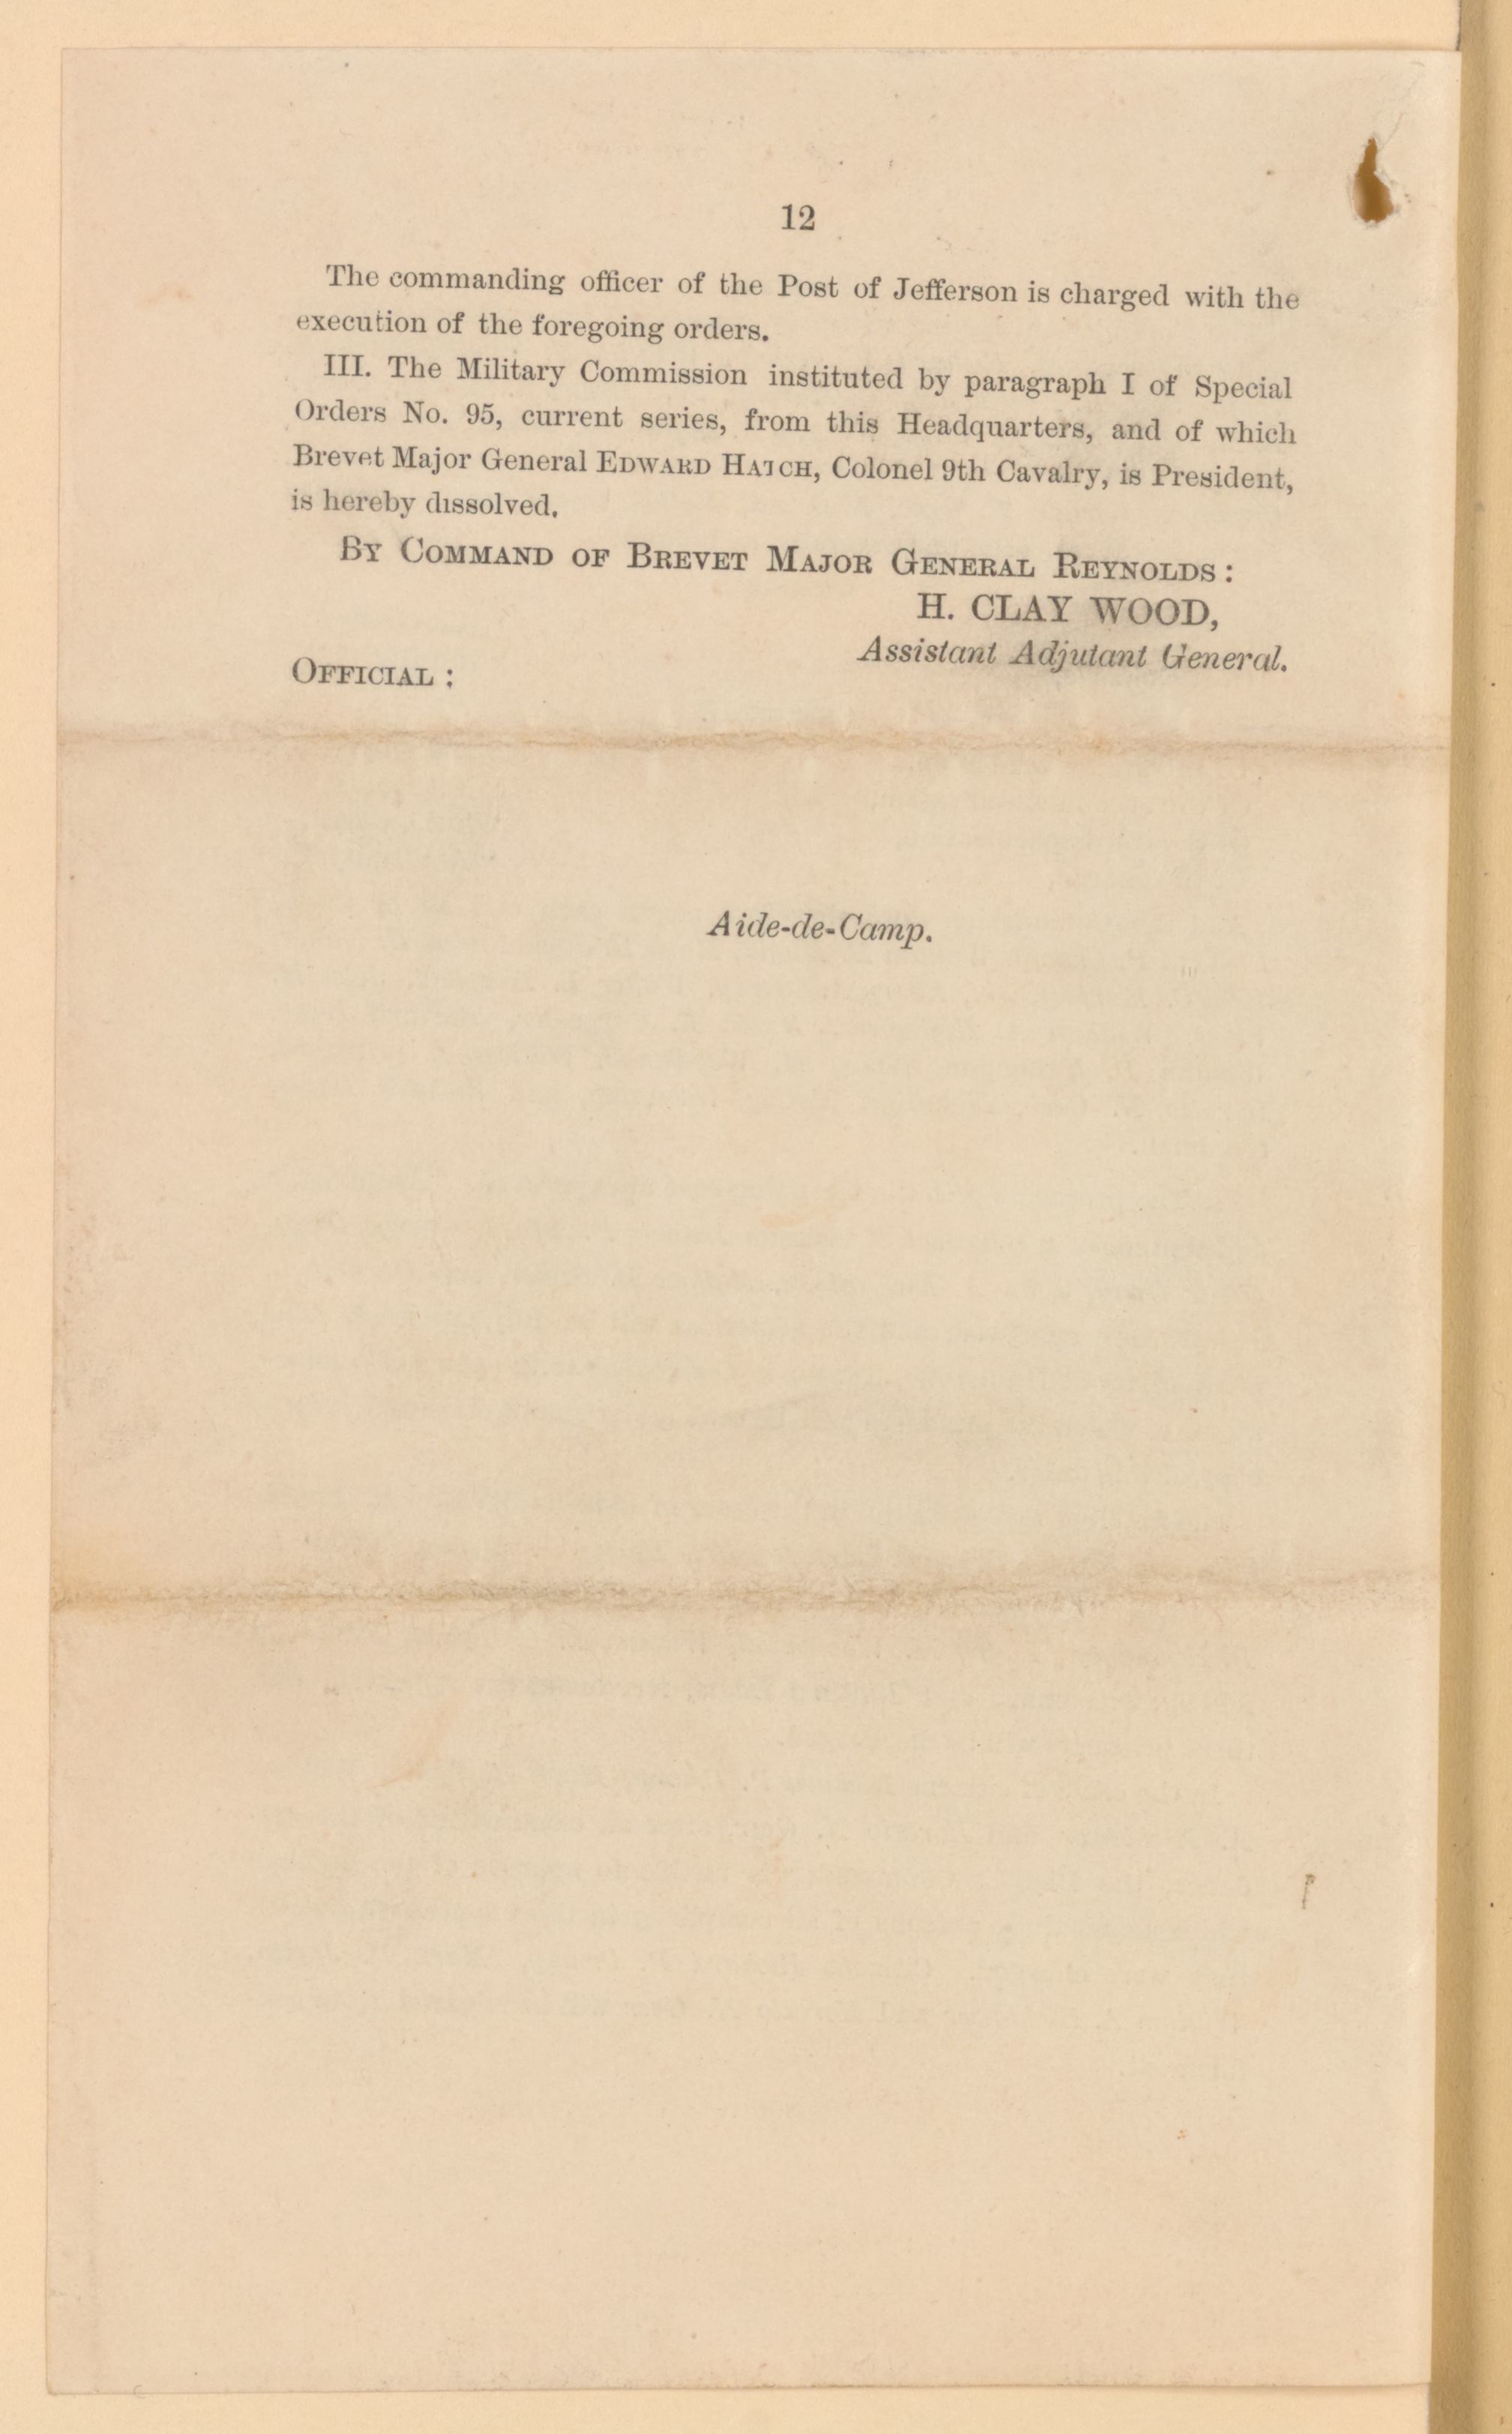 12
The commanding officer of the Post of Jefferson is charged with the
execution of the foregoing orders.
III. The Military Commission instituted by paragraph I of Special
Orders No. 95, current series, from this Headquarters, and of which
Brevet Major General EDWARD HATCH, Colonel 9th Cavalry, is President,
is hereby dissolved.
BY COMMAND OF BREVET MAJOR GENERAL REYNOLDS:
H. CLAY WOOD,
Assistant Adjutant General.
OFFICIAL:
Aide-de-Camp.